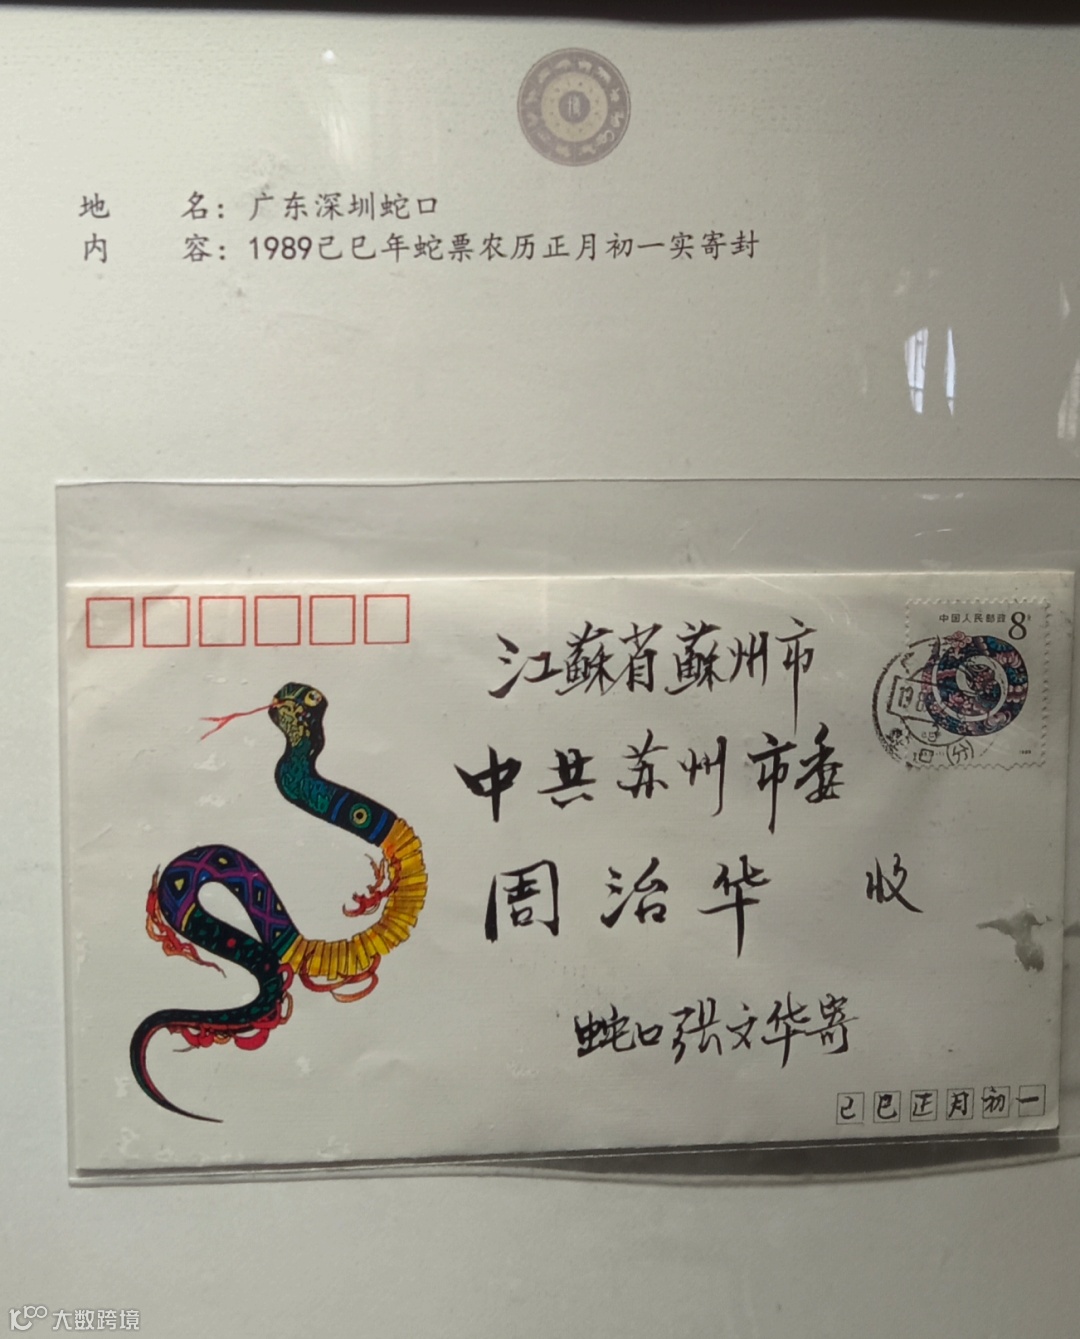 地 名：广东深圳蛇口
内 容：1989己巳年蛇票农历正月初一实寄封
中国人民邮政 8分
江蘇省蘇州市
中共苏州市委
周治华 收
蛇口张文华寄
己巳正月初一
大数跨境